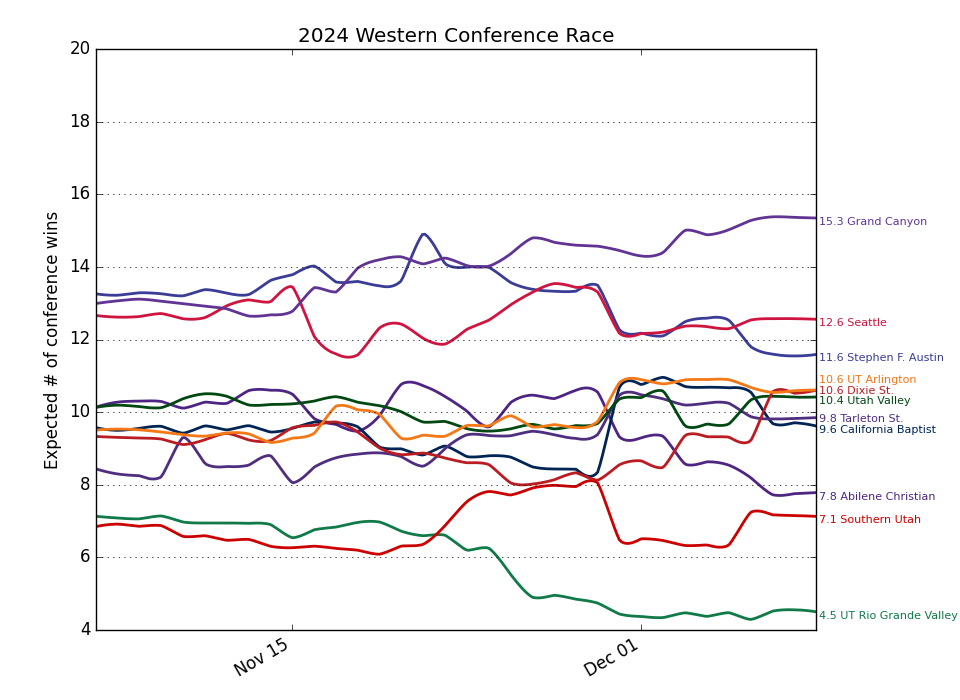 2024 Western Conference Race
Expected # of conference wins
20
18
16
14
12
10
8
6
4
Nov 15
Dec 01
15.3 Grand Canyon
12.6 Seattle
11.6 Stephen F. Austin
10.6 UT Arlington
10.6 Dixie St.
10.4 Utah Valley
9.8 Tarleton St.
9.6 California Baptist
7.8 Abilene Christian
7.1 Southern Utah
4.5 UT Rio Grande Valley